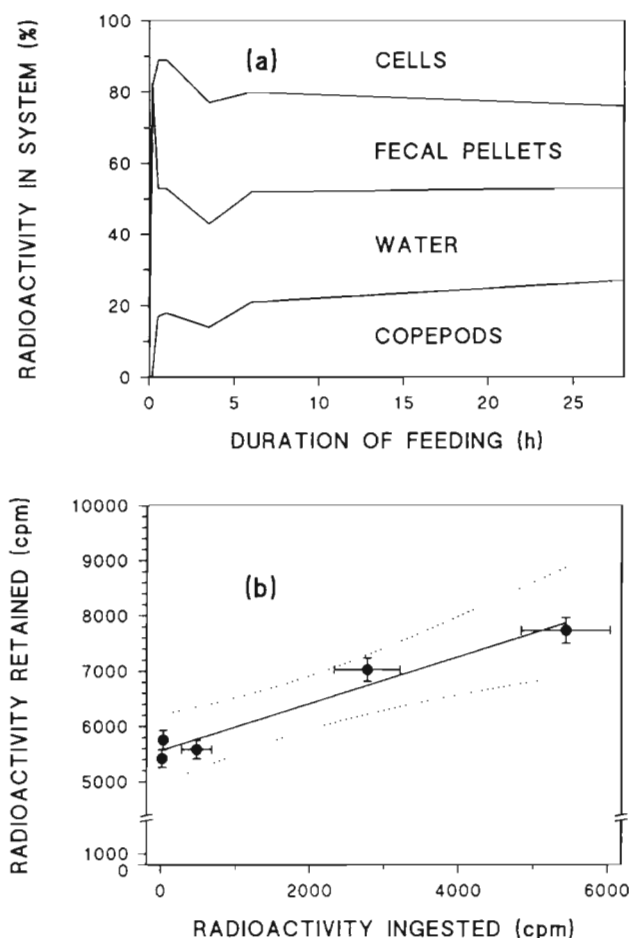 RADIOACTIVITY IN SYSTEM (%)
100
80
60
40
20
0
(a)
CELLS
FECAL PELLETS
WATER
COPEPODS
0 5 10 15 20 25
DURATION OF FEEDING (h)
RADIOACTIVITY RETAINED (cpm)
10000
9000
8000
7000
6000
5000
1000
0
(b)
0 2000 4000 6000
RADIOACTIVITY INGESTED (cpm)